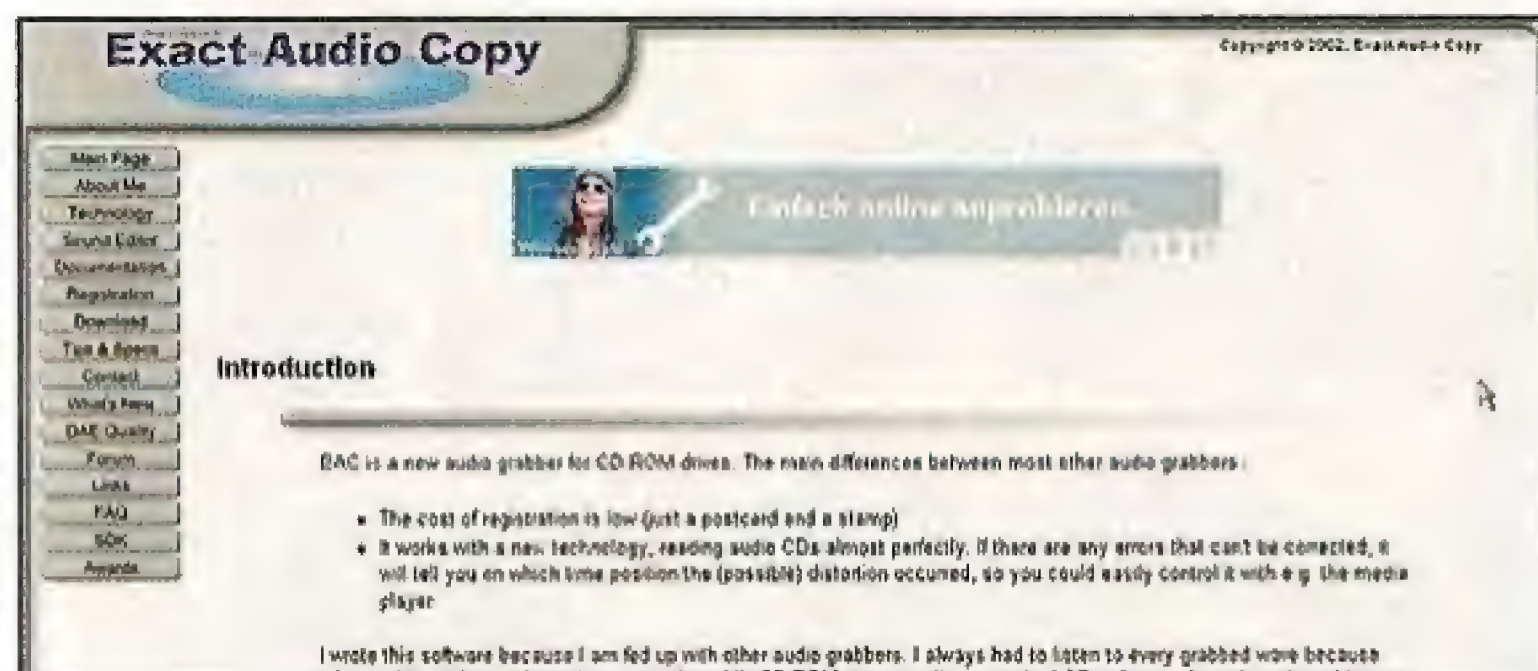 Exact Audio Copy
Copyright © 2002, Exact Audio Copy
Main Page
About Me
Technology
Sound Editor
Documentation
Registration
Download
Contact
What's New
DAE Quality
Forum
Links
FAQ
SDK
Awards
Einfach online anprobieren
Introduction
EAC is a new audio grabber for CD-ROM drives. The main differences between most other audio grabbers :
• The cost of registration is low (just a postcard and a stamp)
• It works with a new technology, reading audio CDs almost perfectly. If there are any errors that can't be corrected, it
will tell you on which time position the (possible) distortion occurred, so you could easily control it with e.g. the media
player
I wrote this software because I am fed up with other audio grabbers. I always had to listen to every grabbed wave because